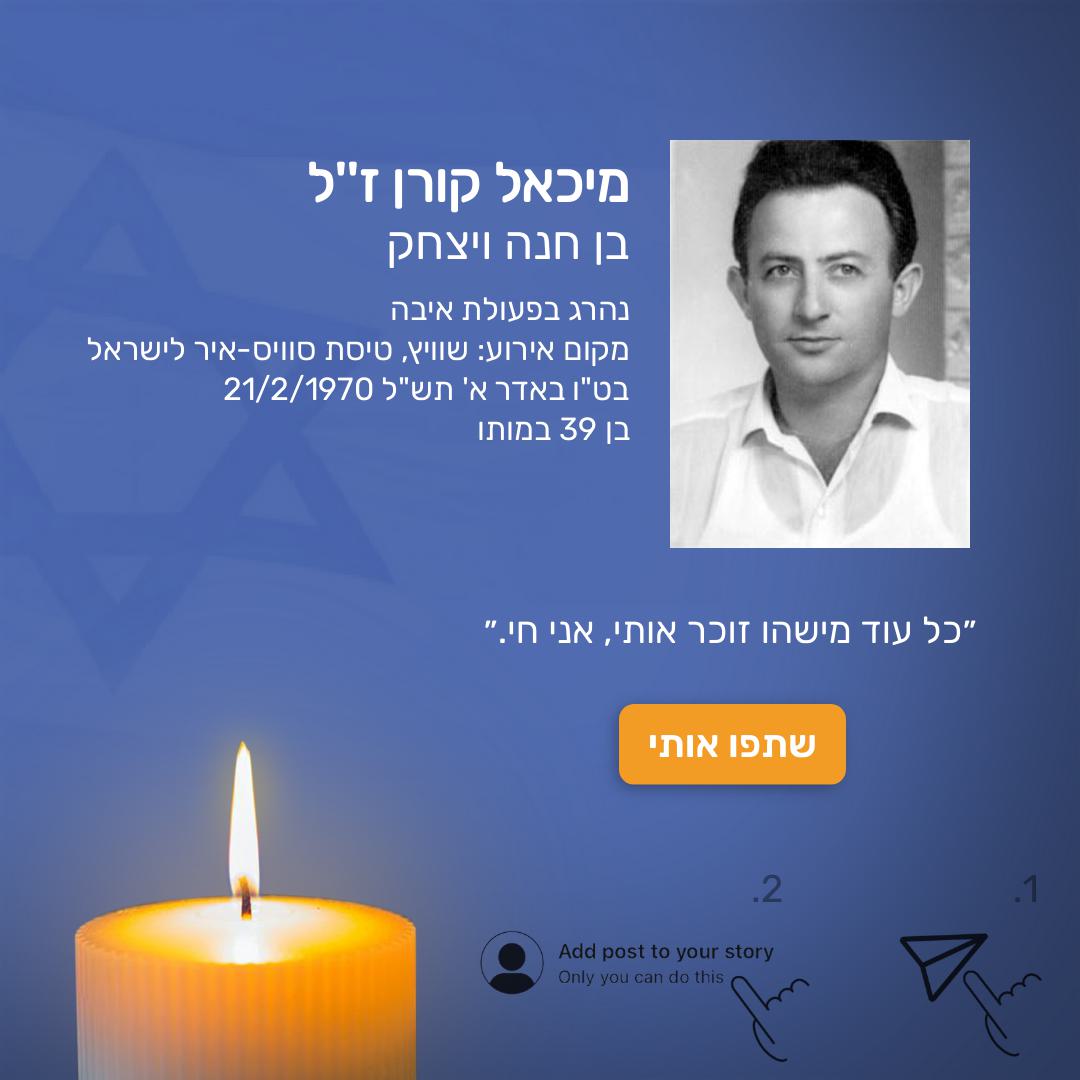 מיכאל קורן ז"ל
בן חנה ויצחק
נהרג בפעולת איבה
מקום אירוע: שוויץ, טיסת סוויס-איר לישראל
בט"ו באדר א' תש"ל 21/2/1970
בן 39 במותו
״כל עוד מישהו זוכר אותי, אני חי.״
שתפו אותי
1.
2.
Add post to your story
Only you can do this